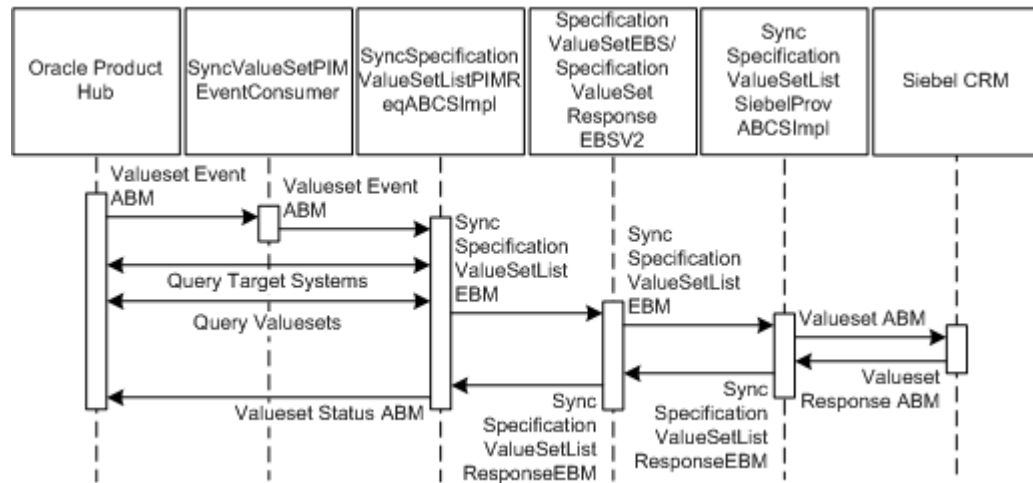 Oracle Product
Hub
SyncValueSetPIM
EventConsumer
SyncSpecification
ValueSetListPIMR
eqABCSImpl
Specification
ValueSetEBS/
Specification
ValueSet
Response
EBSV2
Sync
Specification
ValueSetList
SiebelProv
ABCSImpl
Siebel CRM
Valueset Event
ABM
Valueset Event
ABM
Sync
Specification
ValueSetList
EBM
Query Target Systems
Query Valuesets
Sync
Specification
ValueSetList
EBM
Valueset ABM
Valueset
Response ABM
Sync
Specification
ValueSetList
ResponseEBM
Sync
Specification
ValueSetList
ResponseEBM
Valueset Status ABM